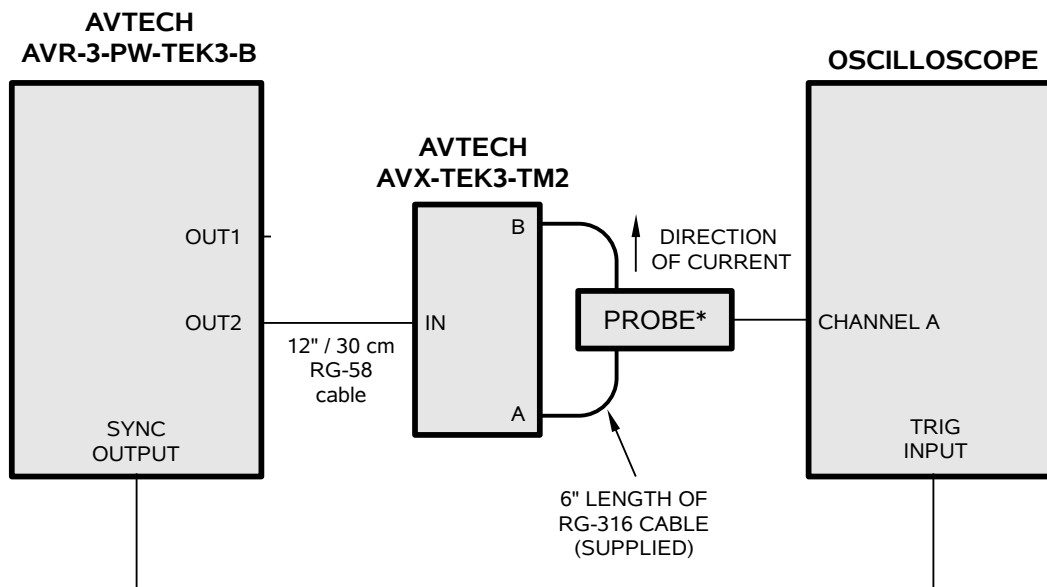 AVTECH
AVR-3-PW-TEK3-B
OSCILLOSCOPE
AVTECH
AVX-TEK3-TM2
OUT1
OUT2
SYNC
OUTPUT
12" / 30 cm
RG-58
cable
IN
B
A
DIRECTION
OF CURRENT
PROBE*
6" LENGTH OF
RG-316 CABLE
(SUPPLIED)
CHANNEL A
TRIG
INPUT